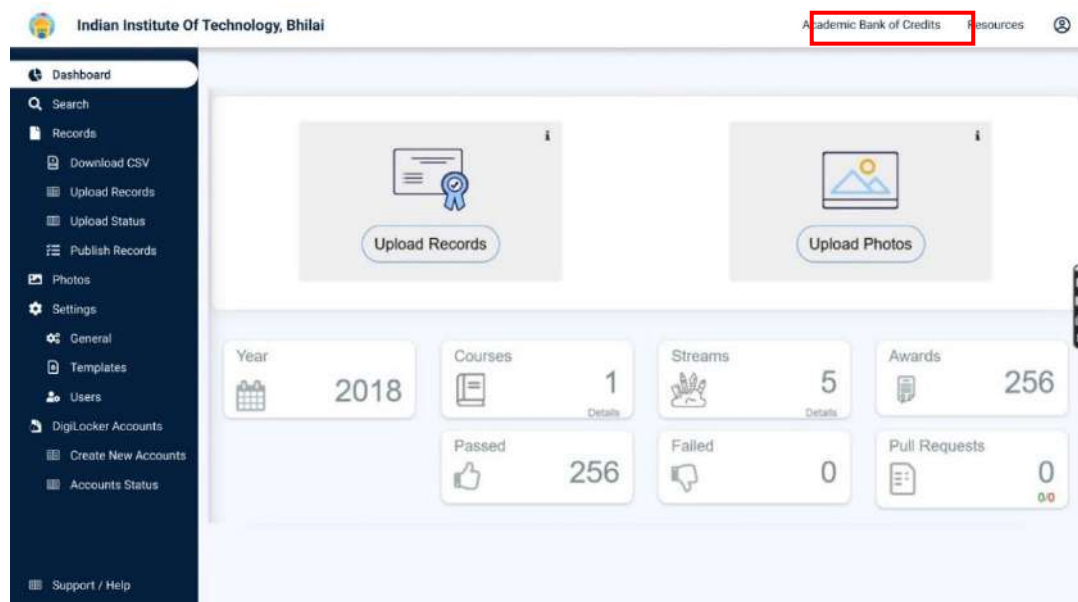 Indian Institute Of Technology, Bhilai
Academic Bank of Credits
Resources
Dashboard
Search
Records
Download CSV
Upload Records
Upload Status
Publish Records
Photos
Settings
General
Templates
Users
DigiLocker Accounts
Create New Accounts
Accounts Status
Support / Help
i
Upload Records
i
Upload Photos
Year
2018
Courses
1
Details
Streams
5
Details
Awards
256
Passed
256
Failed
0
Pull Requests
0
0/0